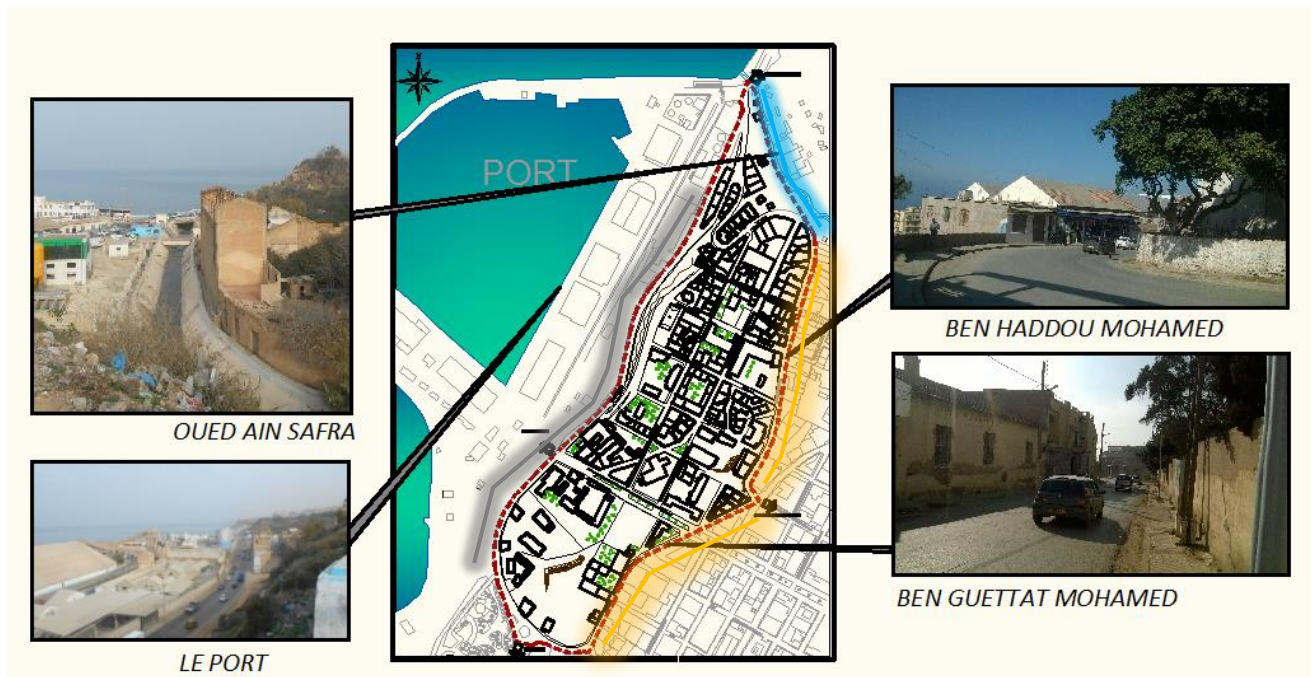 PORT
OUED AIN SAFRA
BEN HADDOU MOHAMED
BEN GUETTAT MOHAMED
LE PORT